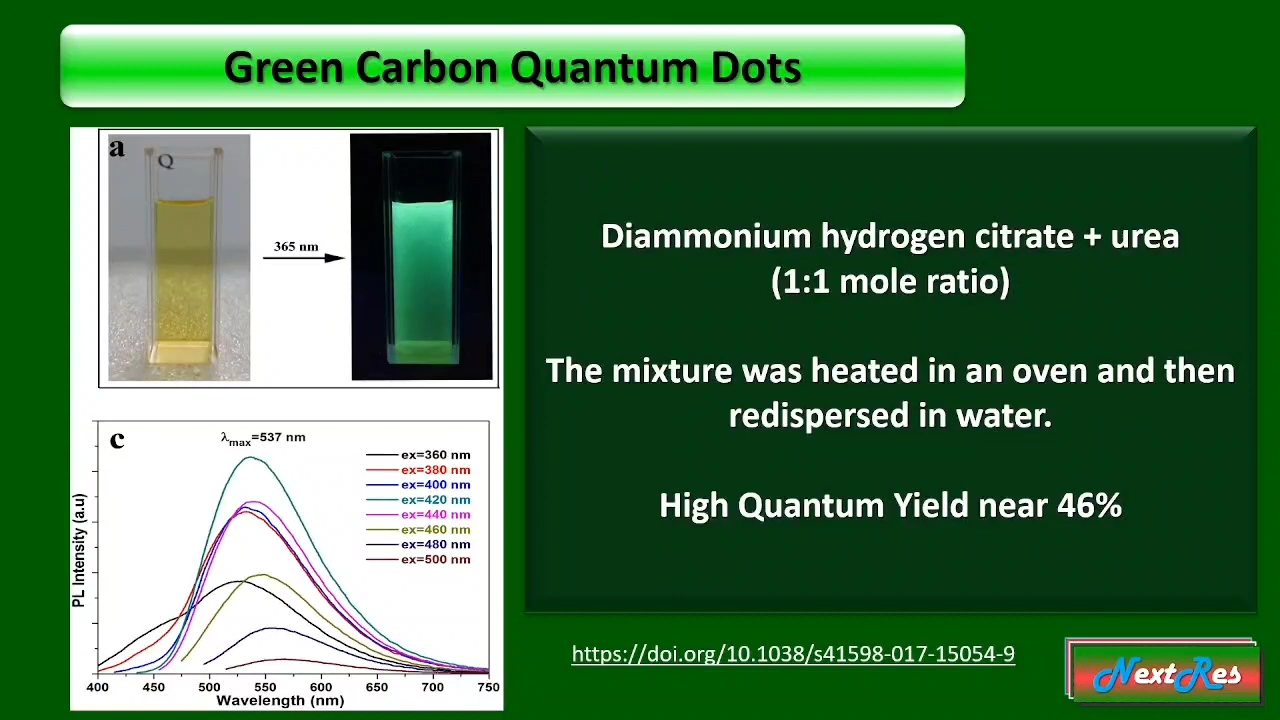 Green Carbon Quantum Dots
a
Q
365 nm
Diammonium hydrogen citrate + urea
(1:1 mole ratio)
The mixture was heated in an oven and then
redispersed in water.
High Quantum Yield near 46%
c
λmax=537 nm
ex=360 nm
ex=380 nm
ex=400 nm
ex=420 nm
ex=440 nm
ex=460 nm
ex=480 nm
ex=500 nm
PL Intensity (a.u)
400 450 500 550 600 650 700 750
Wavelength (nm)
https://doi.org/10.1038/s41598-017-15054-9
NextRes